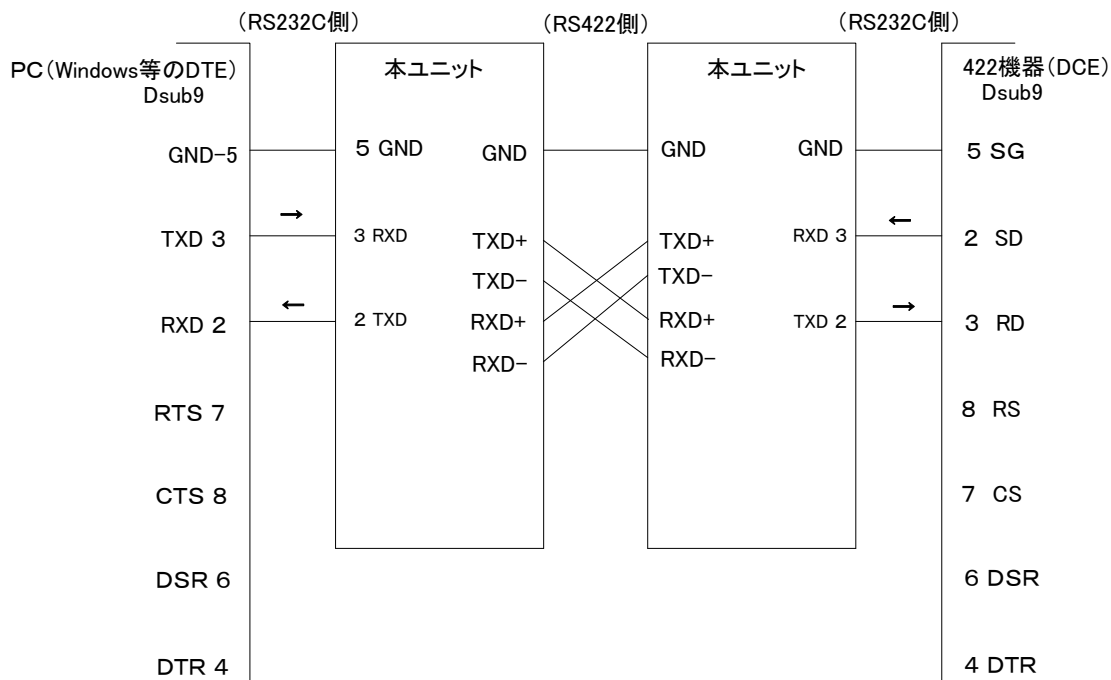 (RS232C側) (RS422側) (RS232C側)
PC(Windows等のDTE) 本ユニット 本ユニット 422機器(DCE)
Dsub9 Dsub9
GND-5 5 GND GND GND GND 5 SG
→ ←
TXD 3 3 RXD TXD+ TXD+ RXD 3 2 SD
TXD- TXD-
← →
RXD 2 2 TXD RXD+ RXD+ TXD 2 3 RD
RXD- RXD-
RTS 7 8 RS
CTS 8 7 CS
DSR 6 6 DSR
DTR 4 4 DTR